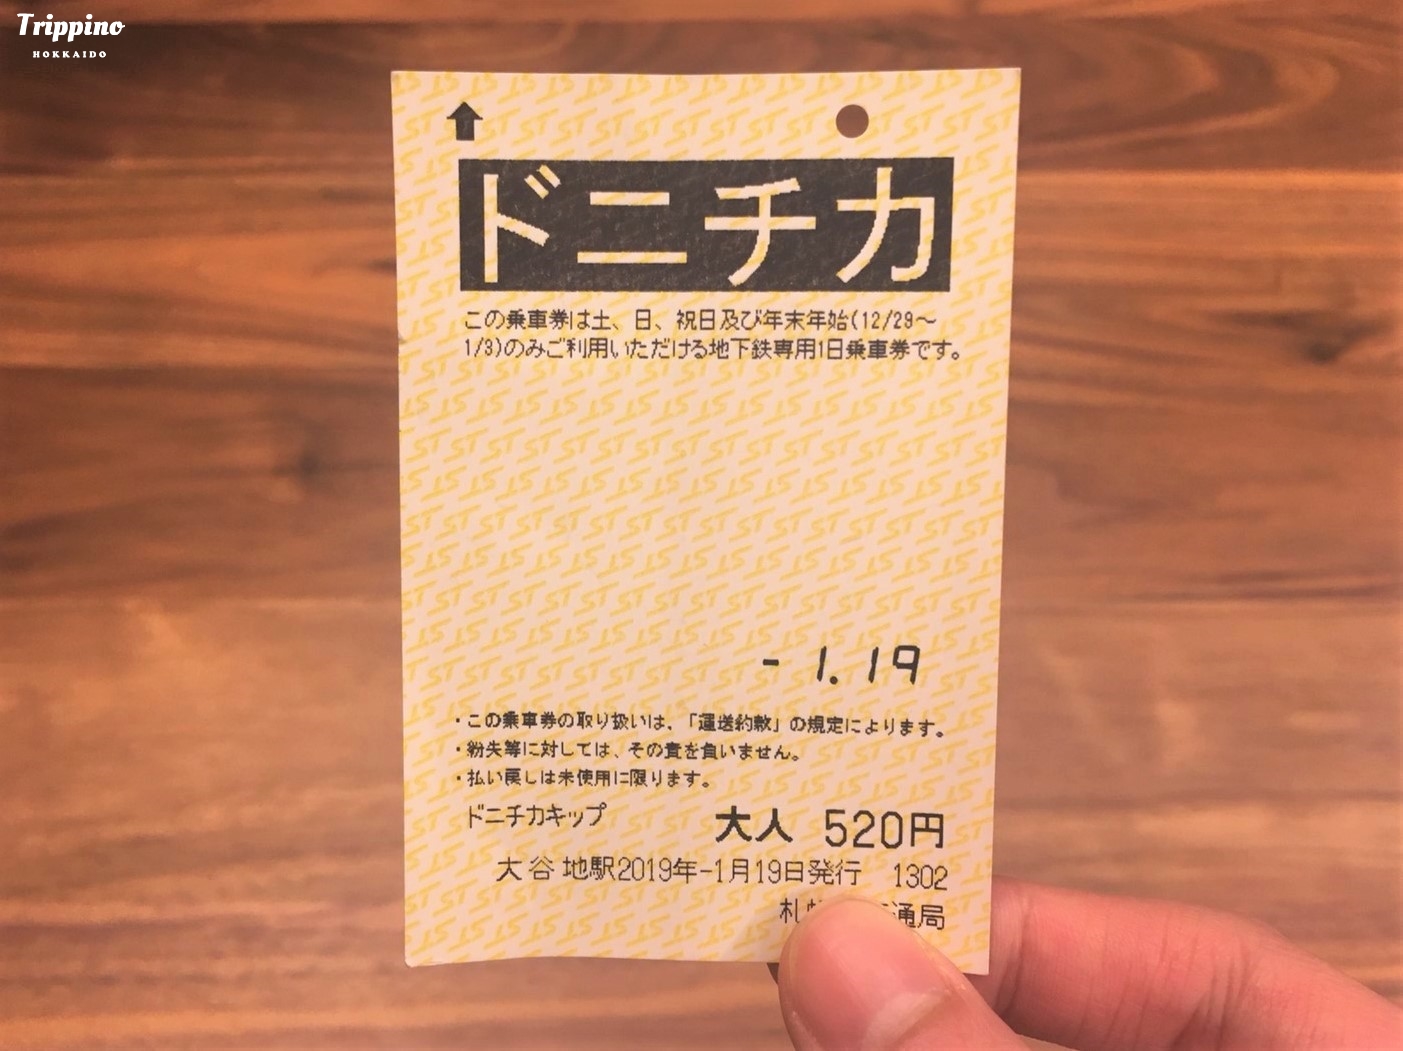 Trippino
HOKKAIDO
ドニチカ
この乗車券は土、日、祝日及び年末年始(12/29〜
1/3)のみご利用いただける地下鉄専用1日乗車券です。
- 1.19
・この乗車券の取り扱いは、「運送約款」の規定によります。
・紛失等に対しては、その責を負いません。
・払い戻しは未使用に限ります。
ドニチカキップ 大人 520円
大谷地駅2019年-1月19日発行 1302
札 通局